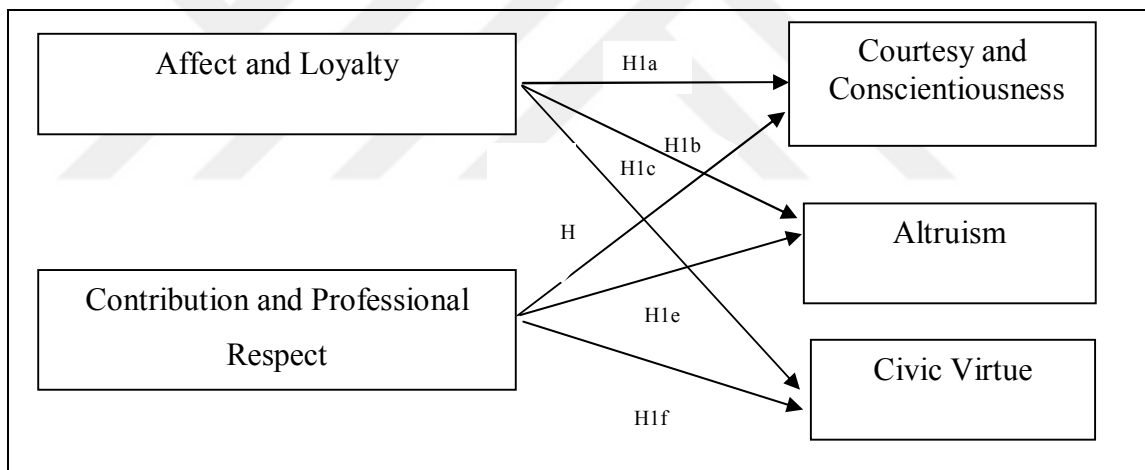 Affect and Loyalty
Contribution and Professional
Respect
H1a
H1b
H1c
H
H1e
H1f
Courtesy and
Conscientiousness
Altruism
Civic Virtue